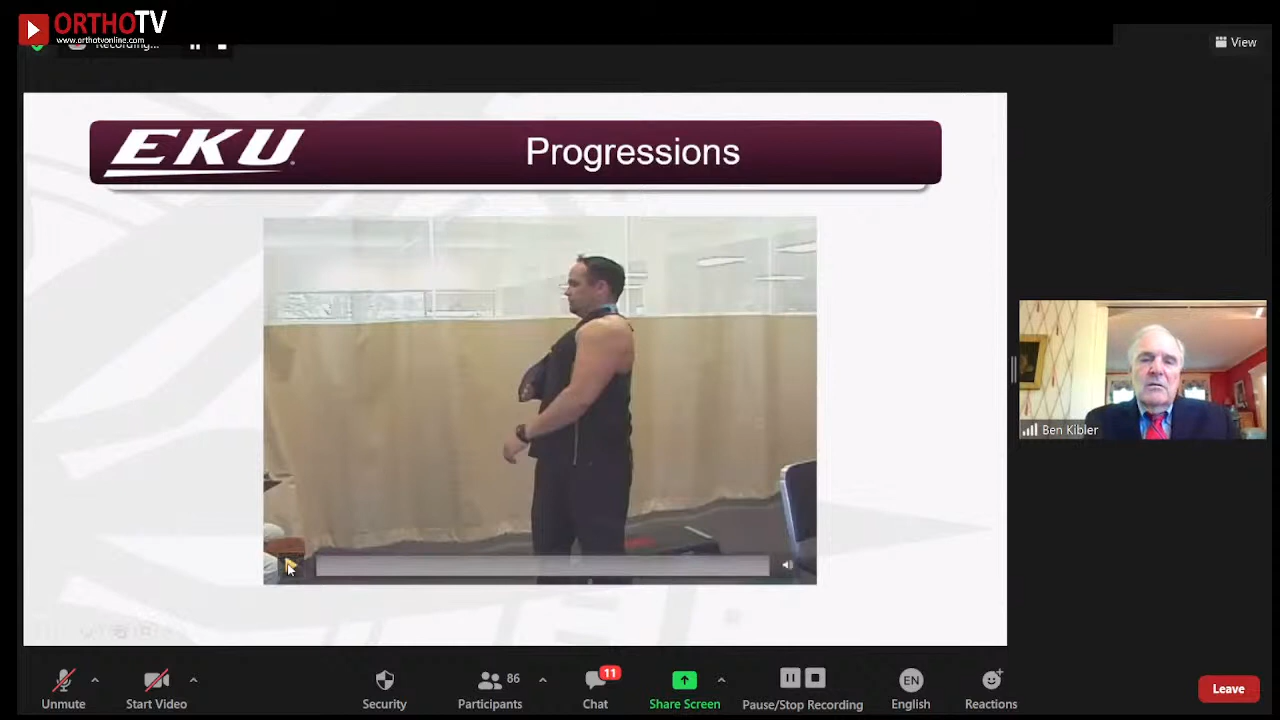 ORTHOTV
www.orthotvonline.com
Recording...
View
EKU
Progressions
Ben Kibler
86
11
EN
Unmute
Start Video
Security
Participants
Chat
Share Screen
Pause/Stop Recording
English
Reactions
Leave